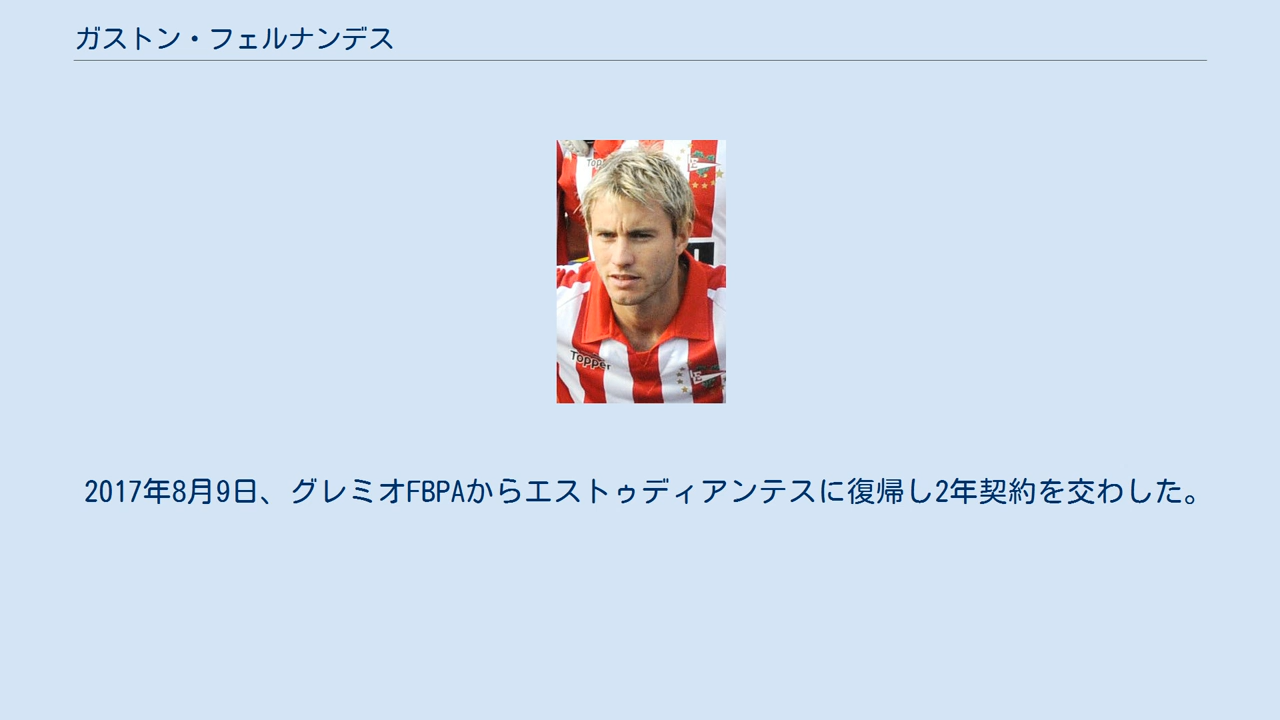 ガストン・フェルナンデス
Topper
2017年8月9日、グレミオFBPAからエストゥディアンテスに復帰し2年契約を交わした。